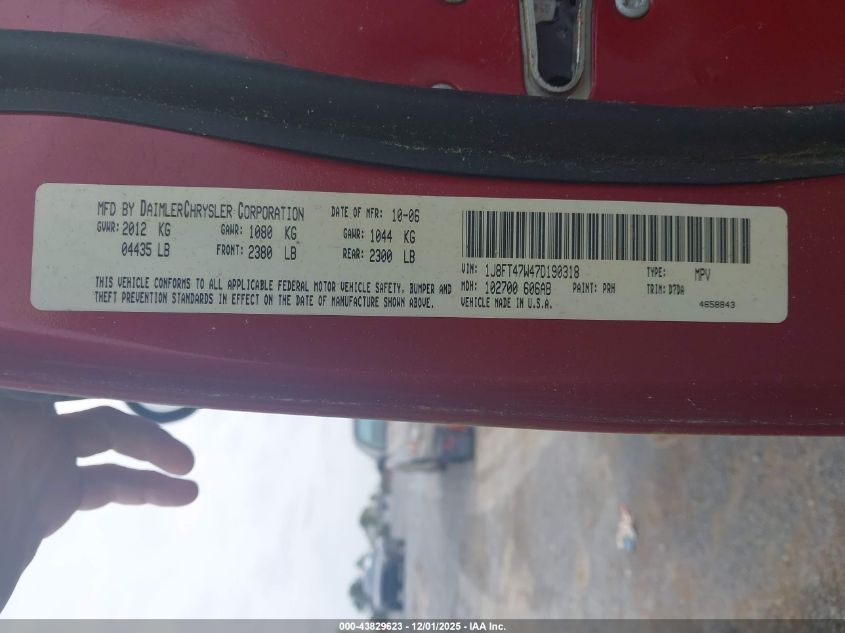 MFD BY DAIMLERCHRYSLER CORPORATION DATE OF MFR: 10-06
GVWR: 2012 KG GAWR: 1080 KG GAWR: 1044 KG
04435 LB FRONT: 2380 LB REAR: 2300 LB
THIS VEHICLE CONFORMS TO ALL APPLICABLE FEDERAL MOTOR VEHICLE SAFETY, BUMPER AND
THEFT PREVENTION STANDARDS IN EFFECT ON THE DATE OF MANUFACTURE SHOWN ABOVE.
VIN: 1J8FT47W47D190318 TYPE: MPV
MDH: 102700 606AB PAINT: PRH TRIM: D7DA
VEHICLE MADE IN U.S.A. 4658843
000-43829623 - 12/01/2025 - IAA Inc.